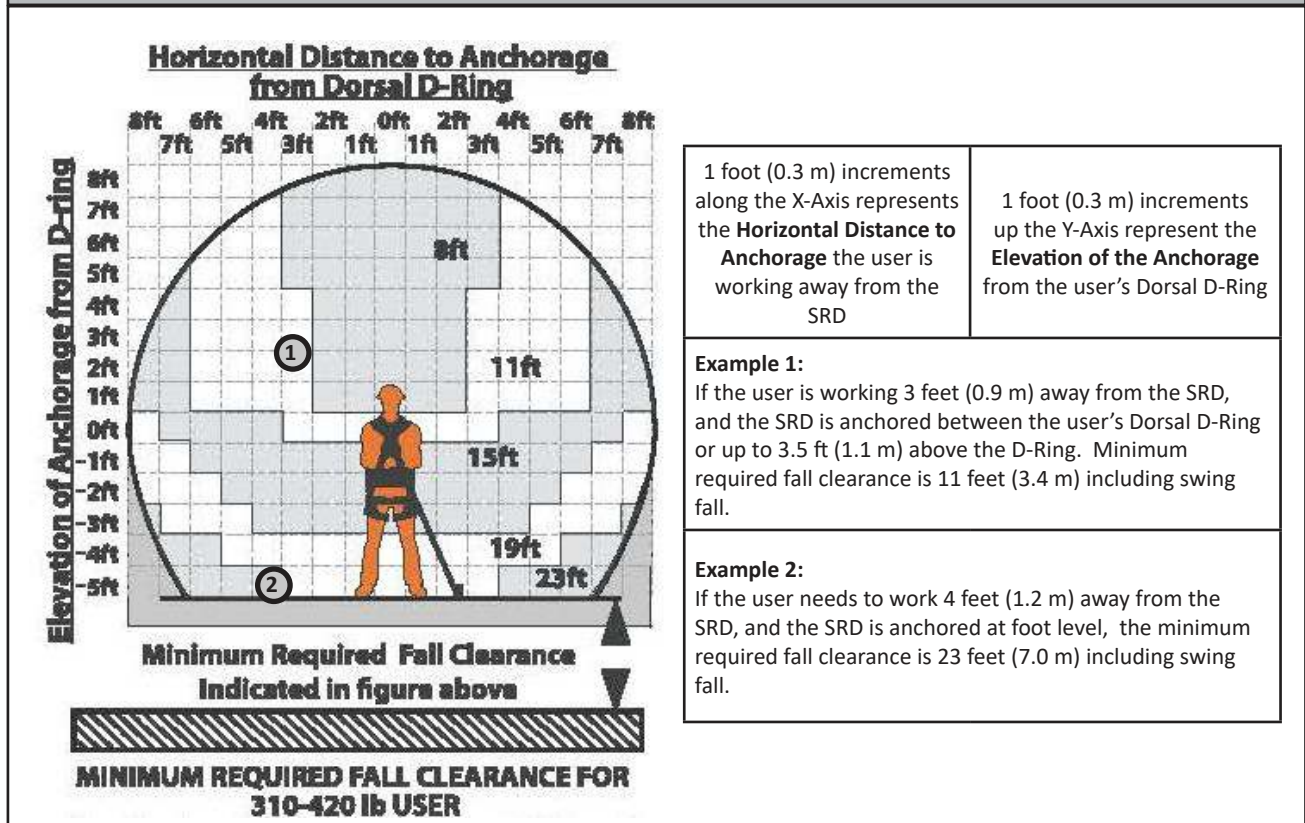 Horizontal Distance to Anchorage
from Dorsal D-Ring
8ft 6ft 4ft 2ft 0ft 2ft 4ft 6ft 8ft
7ft 5ft 3ft 1ft 1ft 3ft 5ft 7ft
Elevation of Anchorage from D-ring
8ft
7ft
6ft
5ft
4ft
3ft
2ft
1ft
0ft
-1ft
-2ft
-3ft
-4ft
-5ft
8ft
11ft
15ft
19ft
23ft
1
2
Minimum Required Fall Clearance
Indicated in figure above
MINIMUM REQUIRED FALL CLEARANCE FOR
310-420 lb USER
1 foot (0.3 m) increments
along the X-Axis represents
the Horizontal Distance to
Anchorage the user is
working away from the
SRD
1 foot (0.3 m) increments
up the Y-Axis represent the
Elevation of the Anchorage
from the user's Dorsal D-Ring
Example 1:
If the user is working 3 feet (0.9 m) away from the SRD,
and the SRD is anchored between the user's Dorsal D-Ring
or up to 3.5 ft (1.1 m) above the D-Ring. Minimum
required fall clearance is 11 feet (3.4 m) including swing
fall.
Example 2:
If the user needs to work 4 feet (1.2 m) away from the
SRD, and the SRD is anchored at foot level, the minimum
required fall clearance is 23 feet (7.0 m) including swing
fall.